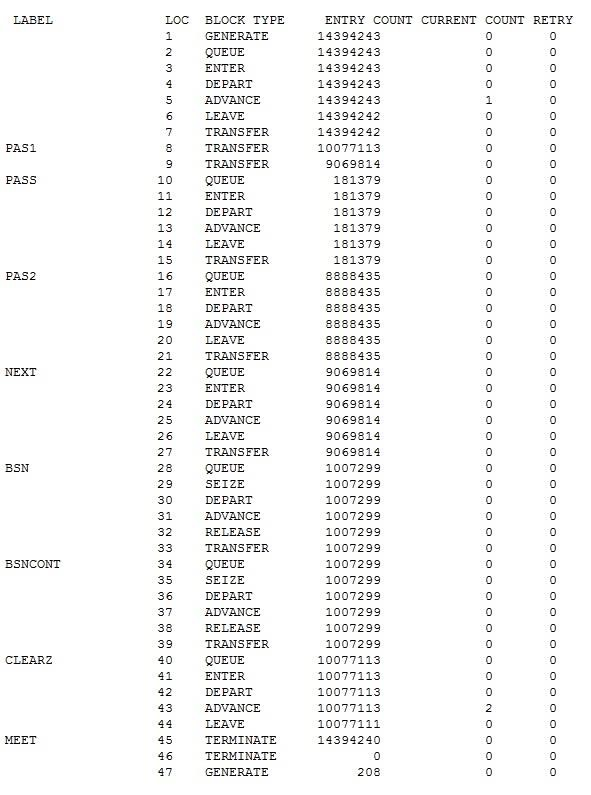 LABEL LOC BLOCK TYPE ENTRY COUNT CURRENT COUNT RETRY
1 GENERATE 14394243 0 0
2 QUEUE 14394243 0 0
3 ENTER 14394243 0 0
4 DEPART 14394243 0 0
5 ADVANCE 14394243 1 0
6 LEAVE 14394242 0 0
7 TRANSFER 14394242 0 0
PAS1 8 TRANSFER 10077113 0 0
9 TRANSFER 9069814 0 0
PASS 10 QUEUE 181379 0 0
11 ENTER 181379 0 0
12 DEPART 181379 0 0
13 ADVANCE 181379 0 0
14 LEAVE 181379 0 0
15 TRANSFER 181379 0 0
PAS2 16 QUEUE 8888435 0 0
17 ENTER 8888435 0 0
18 DEPART 8888435 0 0
19 ADVANCE 8888435 0 0
20 LEAVE 8888435 0 0
21 TRANSFER 8888435 0 0
NEXT 22 QUEUE 9069814 0 0
23 ENTER 9069814 0 0
24 DEPART 9069814 0 0
25 ADVANCE 9069814 0 0
26 LEAVE 9069814 0 0
27 TRANSFER 9069814 0 0
BSN 28 QUEUE 1007299 0 0
29 SEIZE 1007299 0 0
30 DEPART 1007299 0 0
31 ADVANCE 1007299 0 0
32 RELEASE 1007299 0 0
33 TRANSFER 1007299 0 0
BSNCONT 34 QUEUE 1007299 0 0
35 SEIZE 1007299 0 0
36 DEPART 1007299 0 0
37 ADVANCE 1007299 0 0
38 RELEASE 1007299 0 0
39 TRANSFER 1007299 0 0
CLEARZ 40 QUEUE 10077113 0 0
41 ENTER 10077113 0 0
42 DEPART 10077113 0 0
43 ADVANCE 10077113 2 0
44 LEAVE 10077111 0 0
MEET 45 TERMINATE 14394240 0 0
46 TERMINATE 0 0 0
47 GENERATE 208 0 0